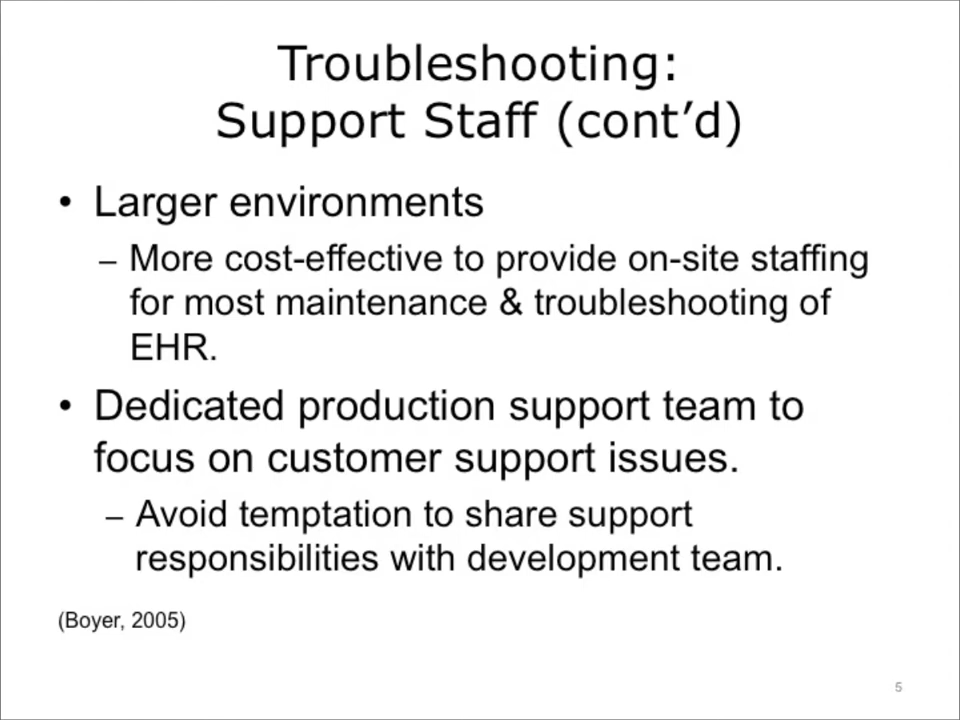 Troubleshooting:
Support Staff (cont’d)
• Larger environments
– More cost-effective to provide on-site staffing
for most maintenance & troubleshooting of
EHR.
• Dedicated production support team to
focus on customer support issues.
– Avoid temptation to share support
responsibilities with development team.
(Boyer, 2005)
5